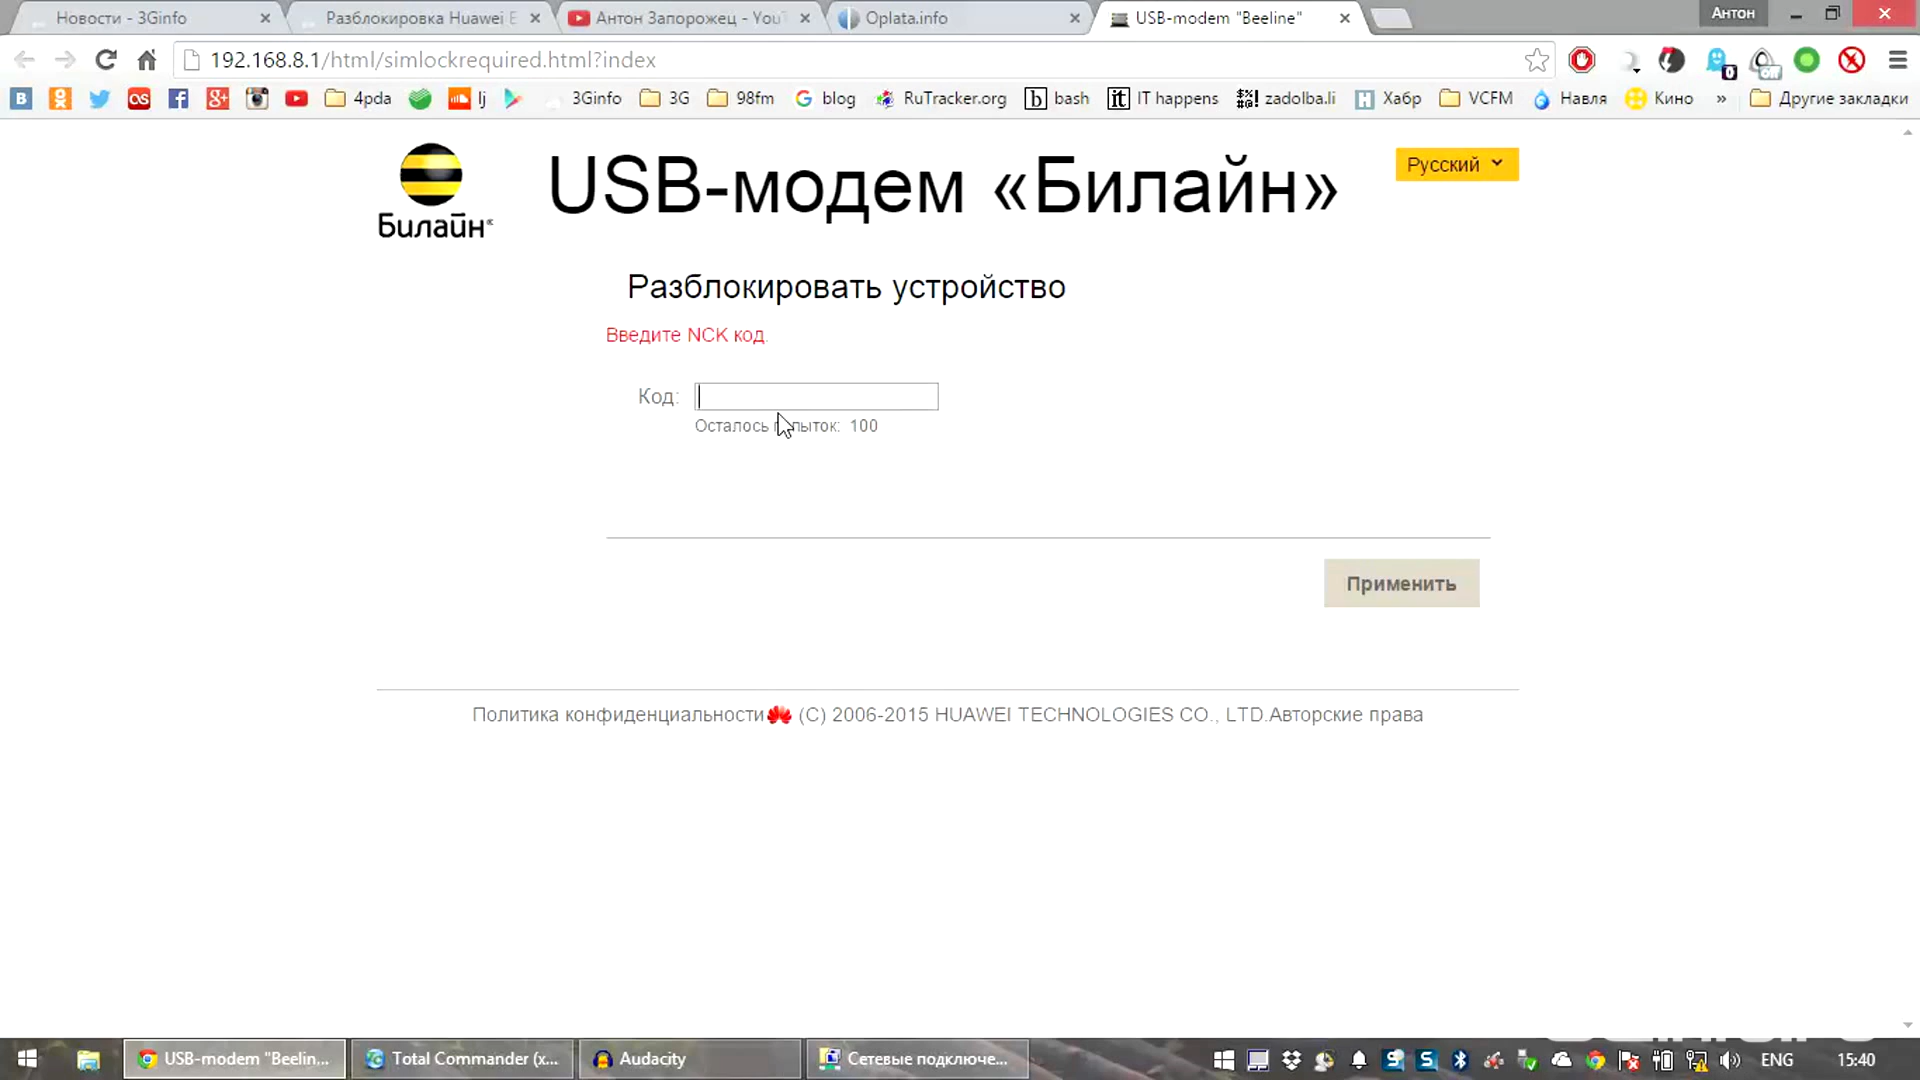 Новости - 3Ginfo
Разблокировка Huawei E
Антон Запорожец - YouT
Oplata.info
USB-modem "Beeline"
Антон
192.168.8.1/html/simlockrequired.html?index
4pda
lj
3Ginfo
3G
98fm
blog
RuTracker.org
bash
IT happens
zadolba.li
Хабр
VCFM
Навля
Кино
»
Другие закладки
Билайн
USB-модем «Билайн»
Русский
Разблокировать устройство
Введите NCK код.
Код:
Осталось попыток: 100
Применить
Политика конфиденциальности (C) 2006-2015 HUAWEI TECHNOLOGIES CO., LTD.Авторские права
USB-modem "Beelin...
Total Commander (x...
Audacity
Сетевые подключе...
ENG
15:40